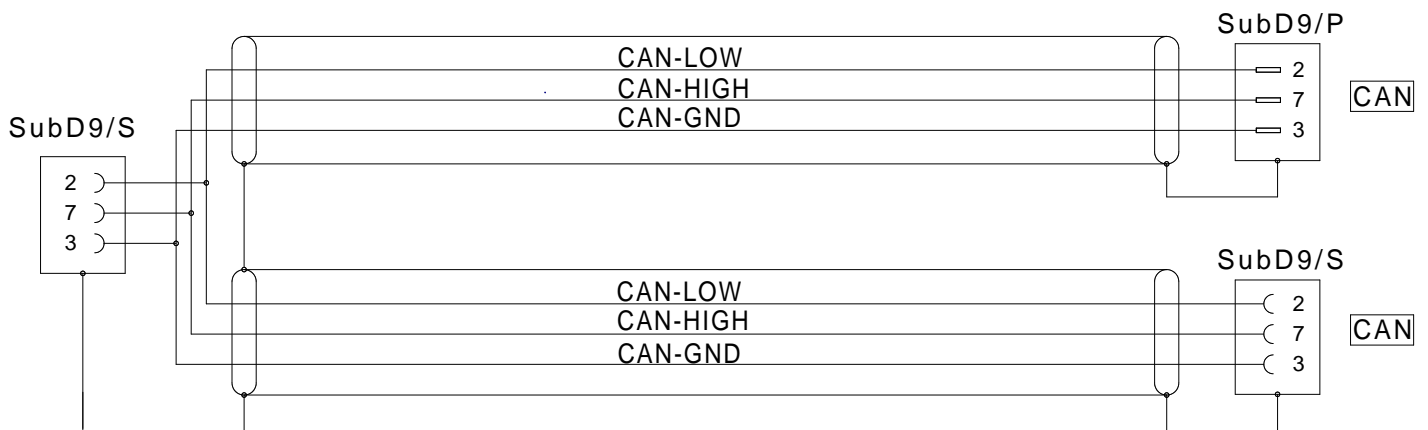 SubD9/P
CAN-LOW
2
CAN-HIGH
7
CAN
CAN-GND
3
SubD9/S
2
7
3
SubD9/S
CAN-LOW
2
CAN-HIGH
7
CAN
CAN-GND
3